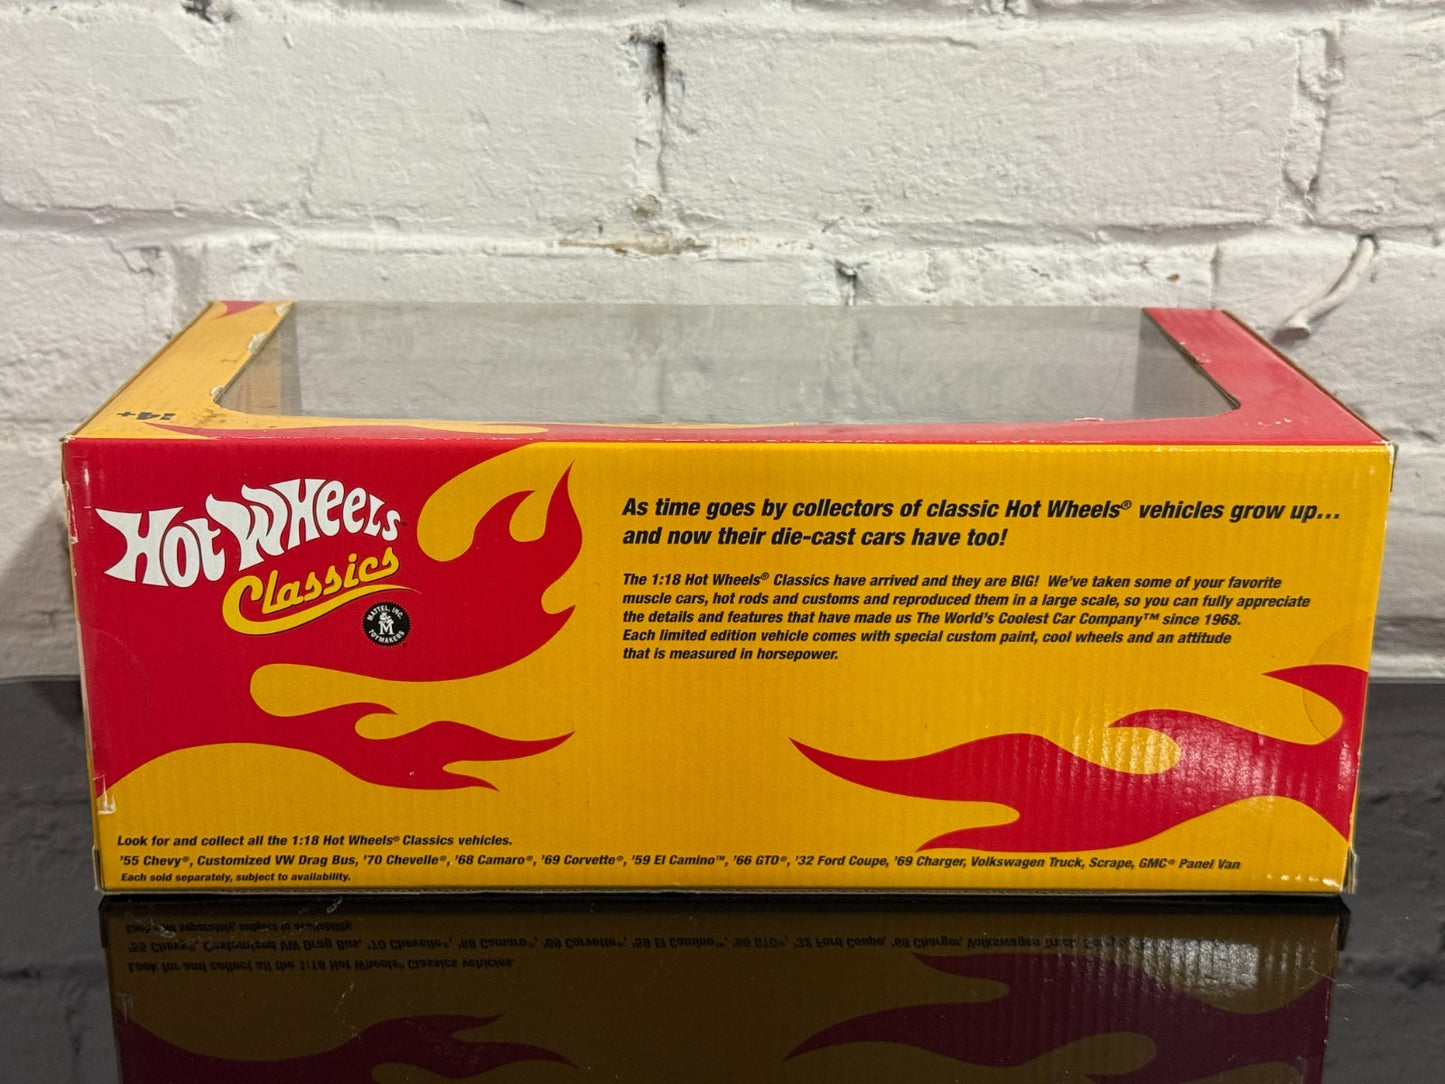 14+
Hot Wheels
Classics
MATTEL, INC.
M
TOYMAKERS
As time goes by collectors of classic Hot Wheels® vehicles grow up...
and now their die-cast cars have too!
The 1:18 Hot Wheels® Classics have arrived and they are BIG! We've taken some of your favorite
muscle cars, hot rods and customs and reproduced them in a large scale, so you can fully appreciate
the details and features that have made us The World's Coolest Car Company™ since 1968.
Each limited edition vehicle comes with special custom paint, cool wheels and an attitude
that is measured in horsepower.
Look for and collect all the 1:18 Hot Wheels® Classics vehicles.
'55 Chevy®, Customized VW Drag Bus, '70 Chevelle®, '68 Camaro®, '69 Corvette®, '59 El Camino™, '66 GTO®, '32 Ford Coupe, '69 Charger, Volkswagen Truck, Scrape, GMC® Panel Van
Each sold separately, subject to availability.